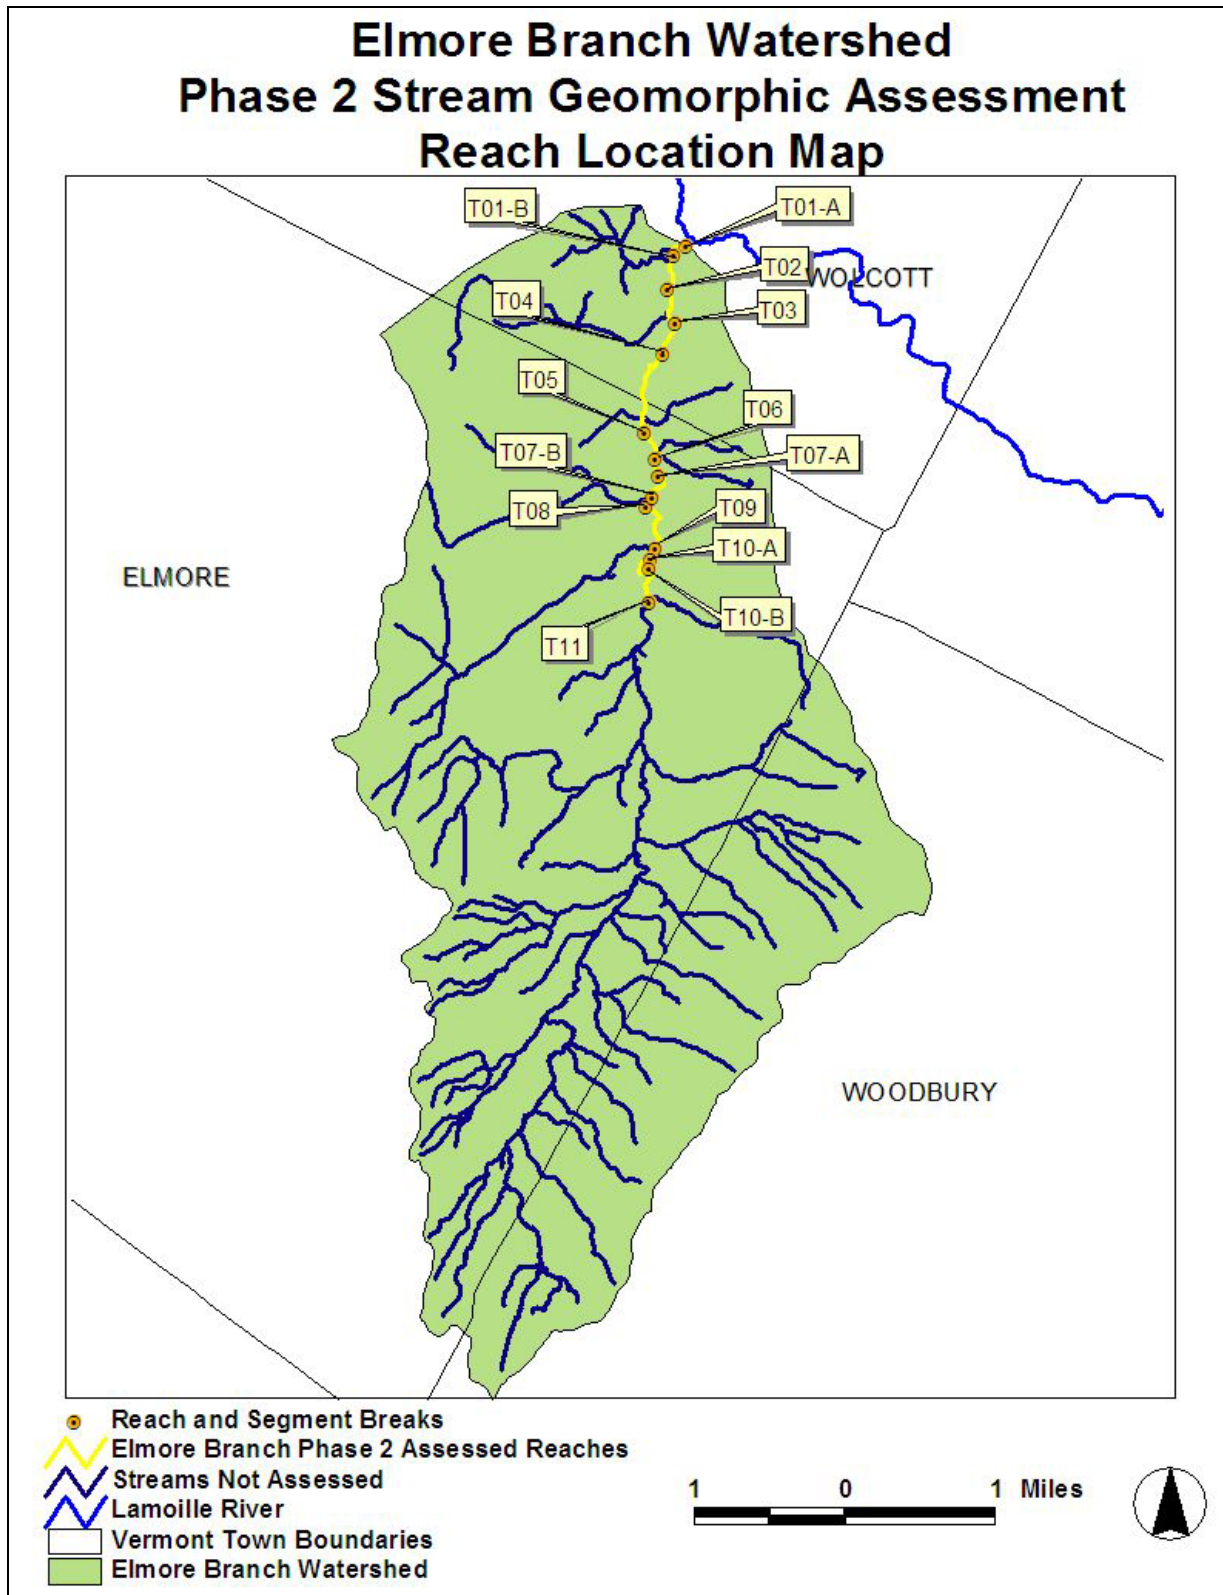 Elmore Branch Watershed
Phase 2 Stream Geomorphic Assessment
Reach Location Map
T01-B
T01-A
T02
WOLCOTT
T04
T03
T05
T06
T07-B
T07-A
T08
T09
T10-A
ELMORE
T10-B
T11
WOODBURY
Reach and Segment Breaks
Elmore Branch Phase 2 Assessed Reaches
Streams Not Assessed
Lamoille River
Vermont Town Boundaries
Elmore Branch Watershed
1 0 1 Miles